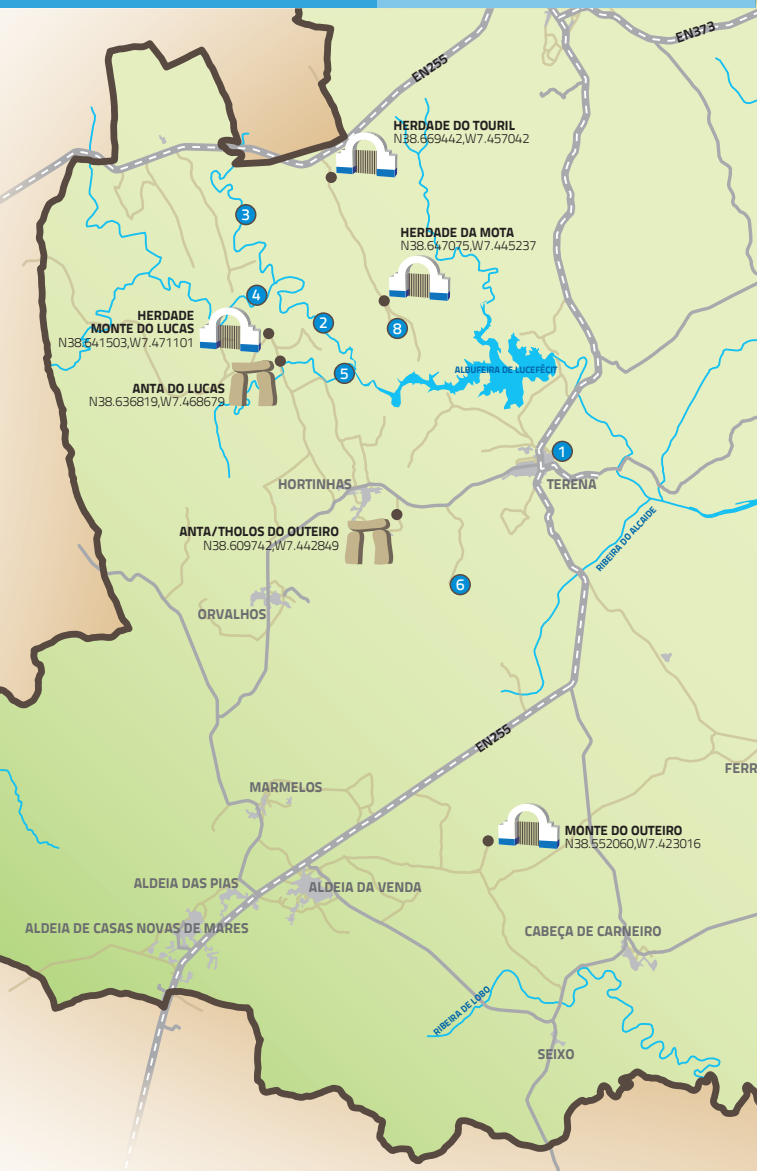 EN373
EN255
HERDADE DO TOURIL
N38.669442,W7.457042
3
HERDADE DA MOTA
N38.647075,W7.445237
4
HERDADE
MONTE DO LUCAS
N38.641503,W7.471101
2
8
ALBUFEIRA DE LUCEFÉCIT
5
ANTA DO LUCAS
N38.636819,W7.468679
1
HORTINHAS
TERENA
ANTA/THOLOS DO OUTEIRO
N38.609742,W7.442849
RIBEIRA DO ALCAIDE
6
ORVALHOS
EN255
FERR
MARMELOS
MONTE DO OUTEIRO
N38.552060,W7.423016
ALDEIA DAS PIAS
ALDEIA DA VENDA
ALDEIA DE CASAS NOVAS DE MARES
CABEÇA DE CARNEIRO
RIBEIRA DE LOBO
SEIXO